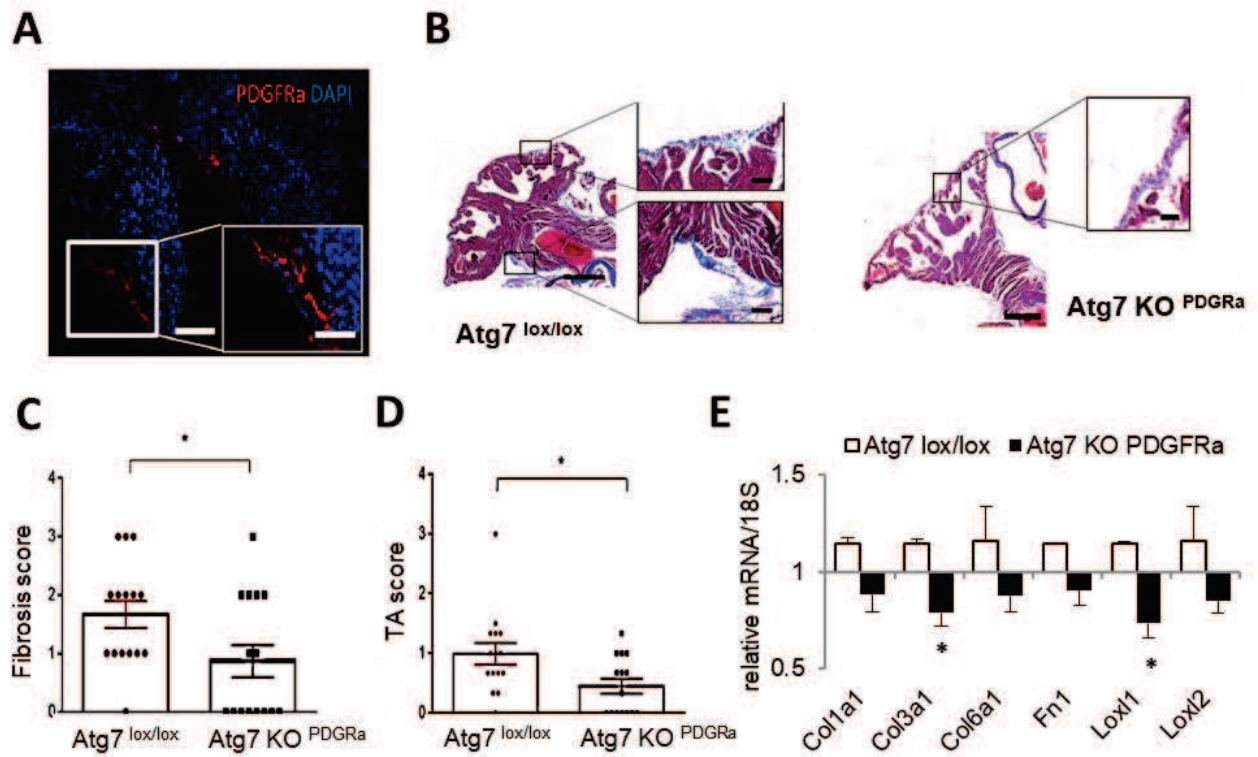 A
PDGFRa DAPI
B
Atg7 lox/lox
Atg7 KO PDGRa
C
*
Fibrosis score
4
3
2
1
0
Atg7 lox/lox
Atg7 KO PDGRa
D
*
TA score
4
3
2
1
0
Atg7 lox/lox
Atg7 KO PDGRa
E
Atg7 lox/lox Atg7 KO PDGFRa
relative mRNA/18S
1.5
1
0.5
*
*
Col1a1
Col3a1
Col6a1
Fn1
Loxl1
Loxl2